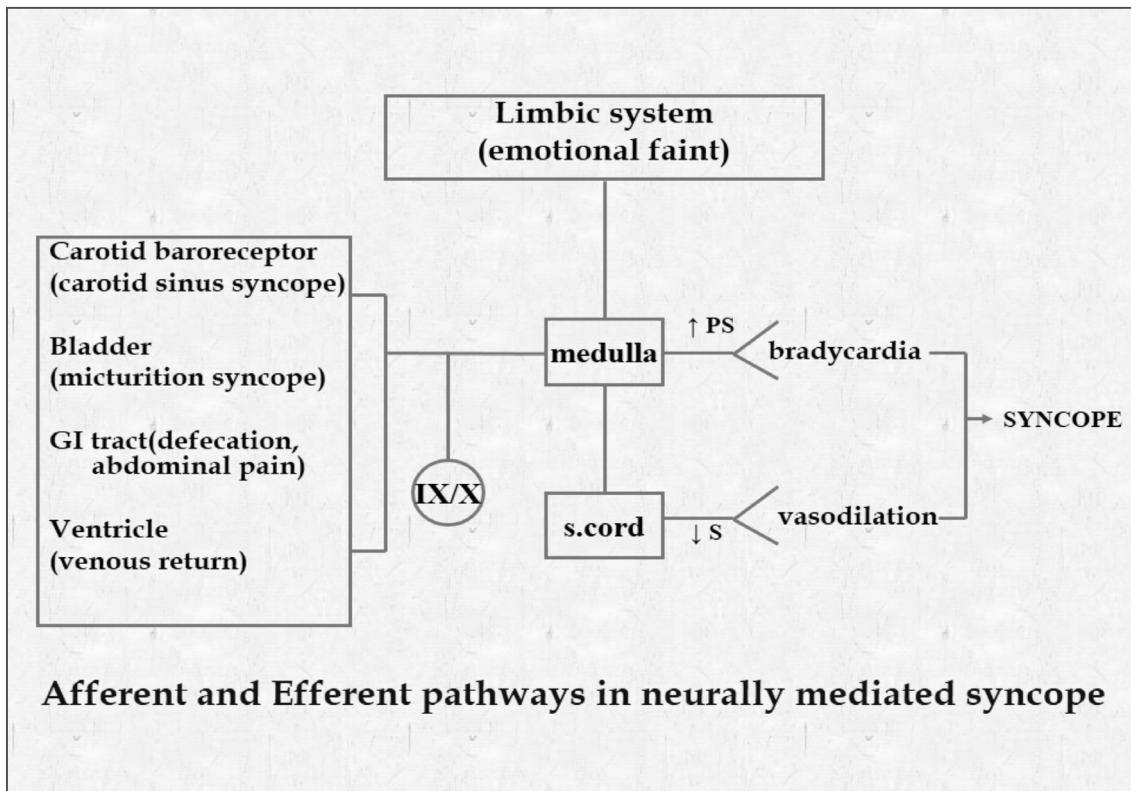 Limbic system
(emotional faint)
Carotid baroreceptor
(carotid sinus syncope)
Bladder
(micturition syncope)
GI tract(defecation,
abdominal pain)
Ventricle
(venous return)
IX/X
medulla
s.cord
↑ PS
bradycardia
↓ S
vasodilation
SYNCOPE
Afferent and Efferent pathways in neurally mediated syncope